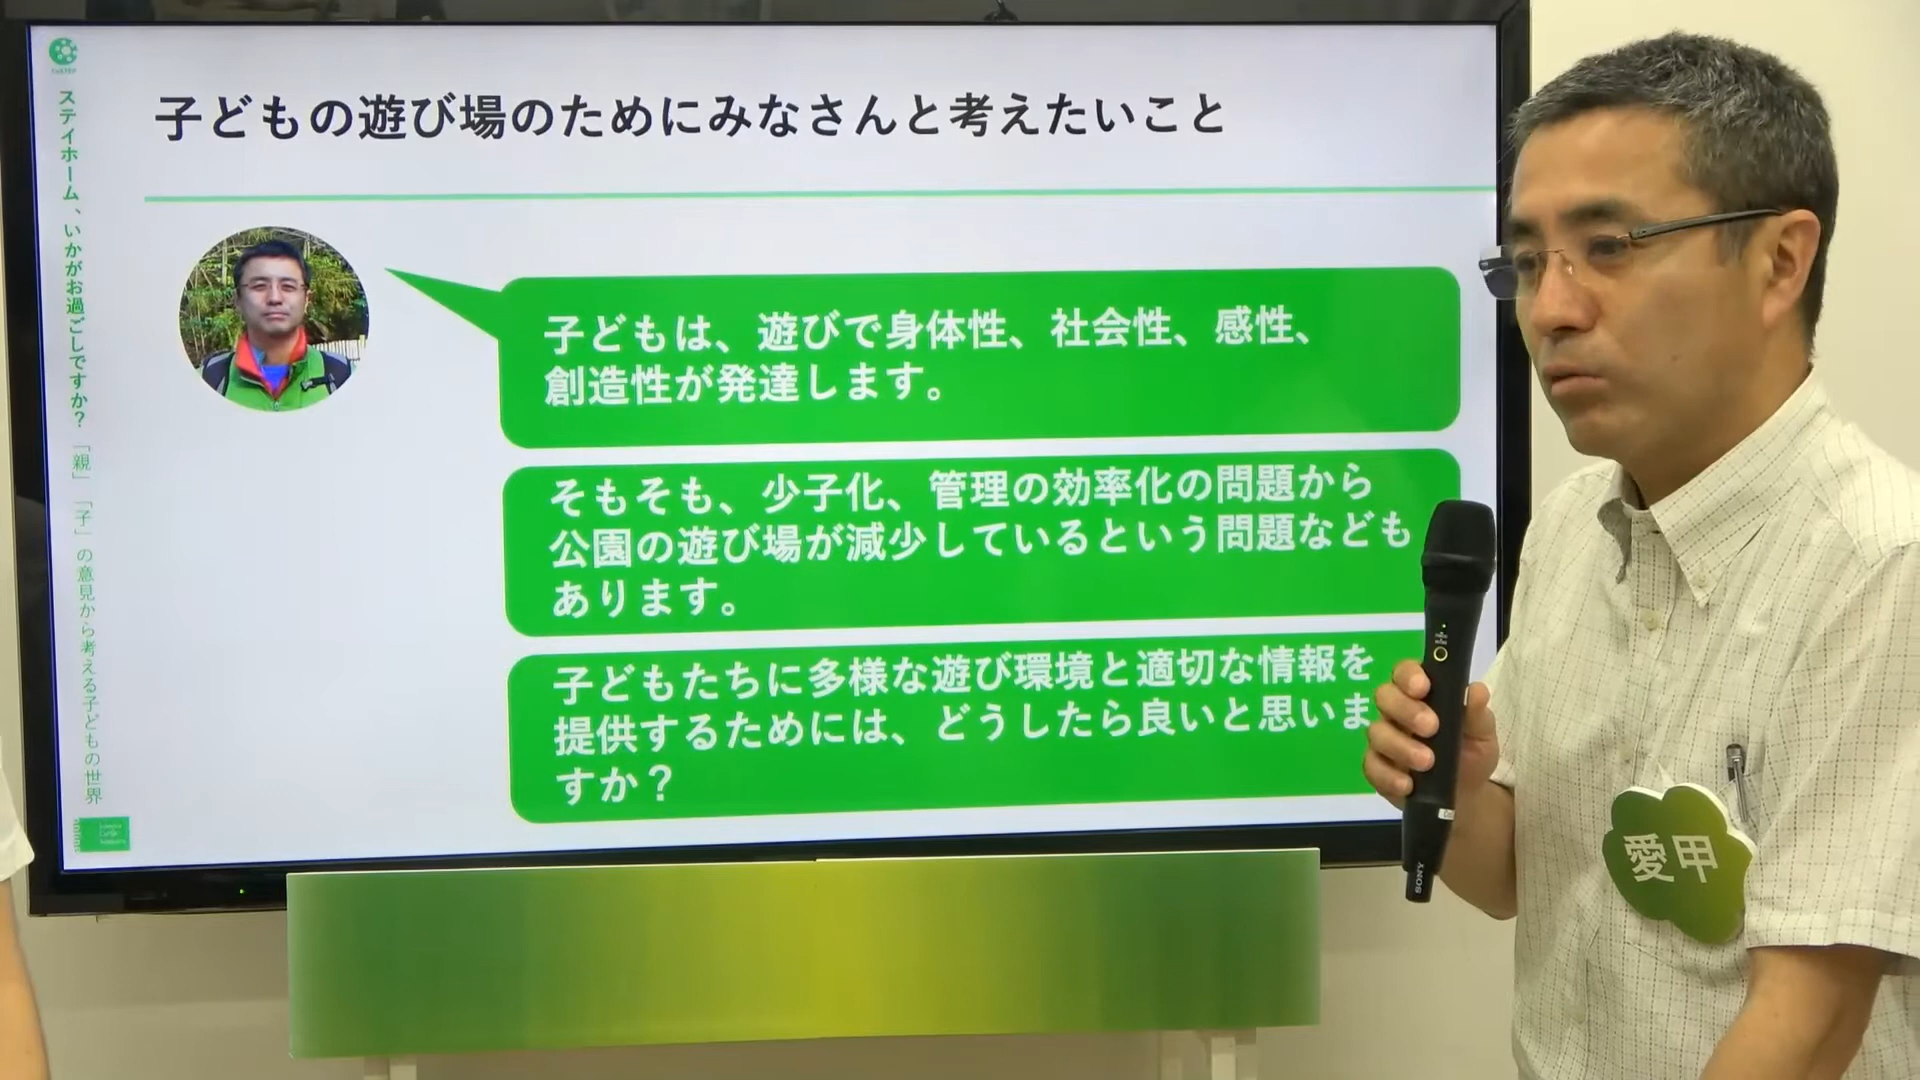 子どもの遊び場のためにみなさんと考えたいこと
子どもは、遊びで身体性、社会性、感性、
創造性が発達します。
そもそも、少子化、管理の効率化の問題から
公園の遊び場が減少しているという問題なども
あります。
子どもたちに多様な遊び環境と適切な情報を
提供するためには、どうしたら良いと思いま
すか？
ステイホーム、いかがお過ごしですか？「親」「子」の意見から考える子どもの世界
CoSTEP
愛甲
SONY